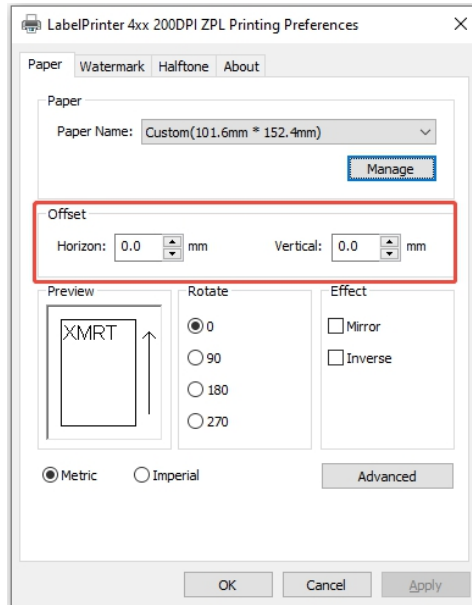 LabelPrinter 4xx 200DPI ZPL Printing Preferences
Paper Watermark Halftone About
Paper
Paper Name: Custom(101.6mm * 152.4mm)
Manage
Offset
Horizon: 0.0 mm Vertical: 0.0 mm
Preview Rotate Effect
XMRT
0 Mirror
90 Inverse
180
270
Metric Imperial Advanced
OK Cancel Apply